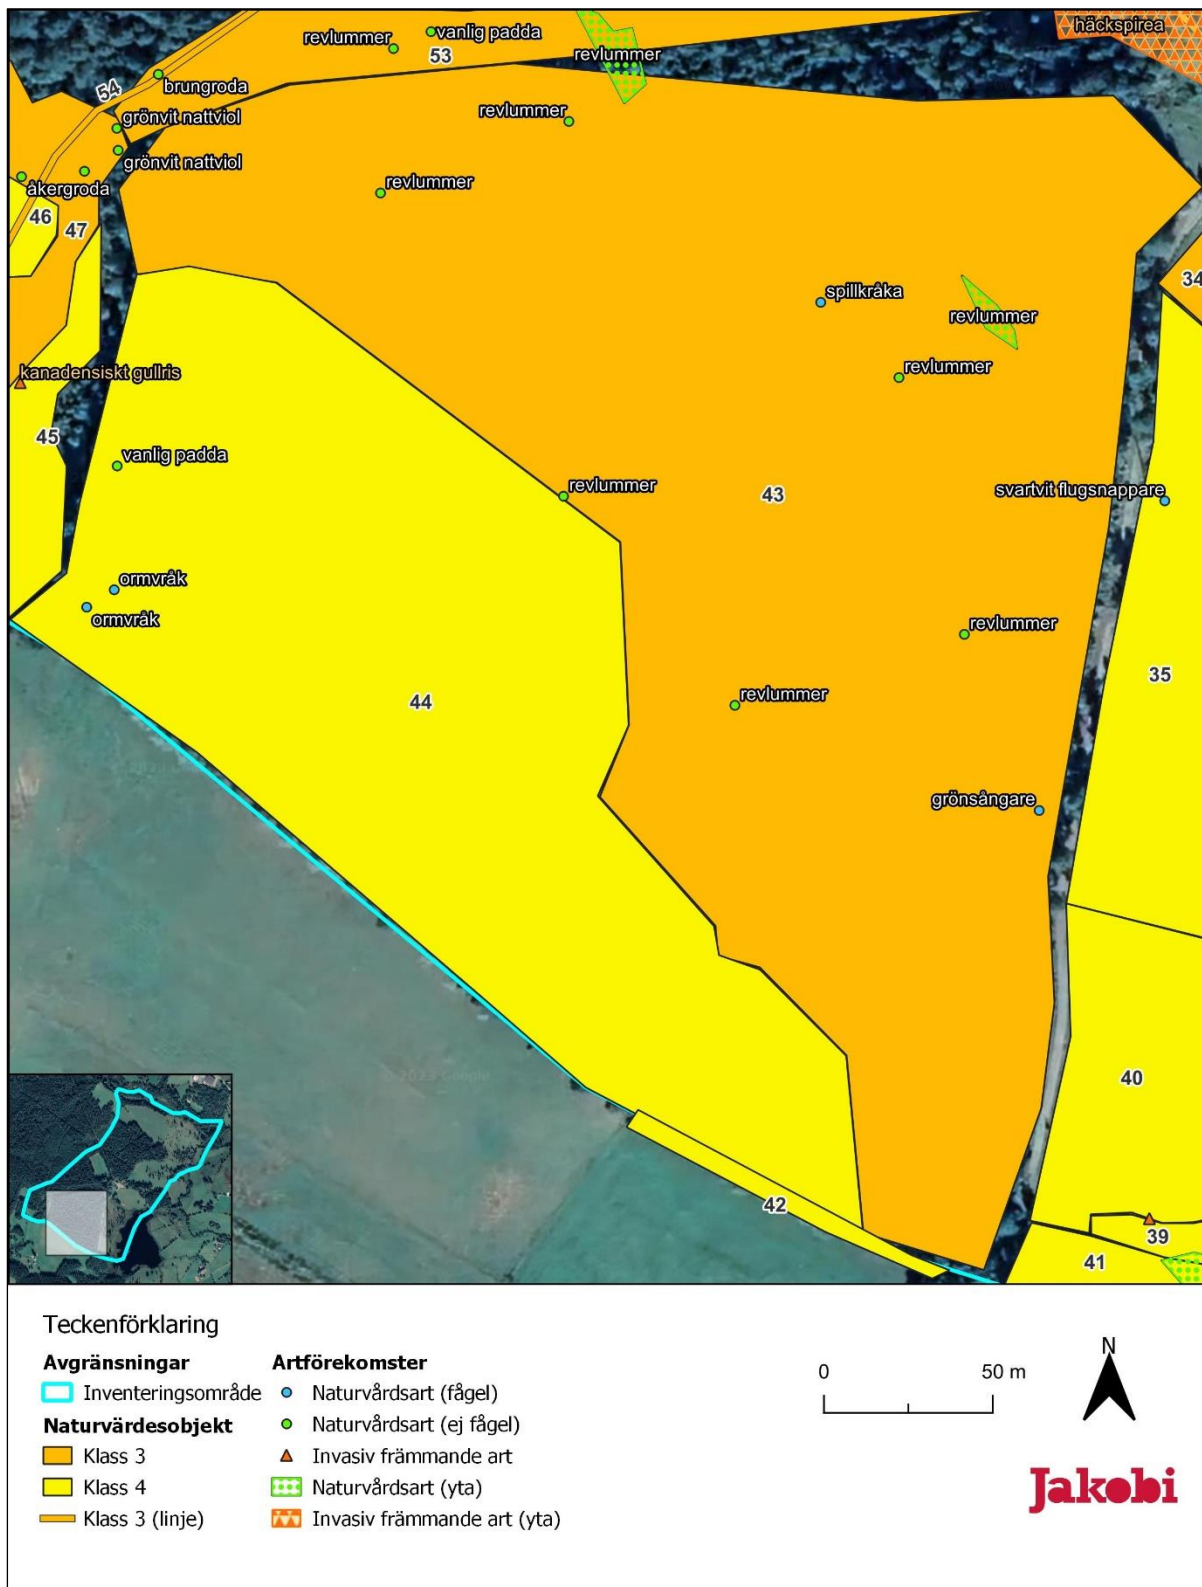 häckspirea
vanlig padda
revlummer
53
revlummer
brungroda
54
revlummer
grönvit nattviol
grönvit nattviol
åkergroda
revlummer
46
47
34
spillkråka
revlummer
revlummer
kanadensiskt gullris
45
vanlig padda
revlummer
43
svartvit flugsnappare
ormvråk
ormvråk
revlummer
35
44
revlummer
grönsångare
© 2023 Google
40
42
39
41
Teckenförklaring
Avgränsningar
Inventeringsområde
Naturvärdesobjekt
Klass 3
Klass 4
Klass 3 (linje)
Artförekomster
Naturvårdsart (fågel)
Naturvårdsart (ej fågel)
Invasiv främmande art
Naturvårdsart (yta)
Invasiv främmande art (yta)
0 50 m
N
Jakobi